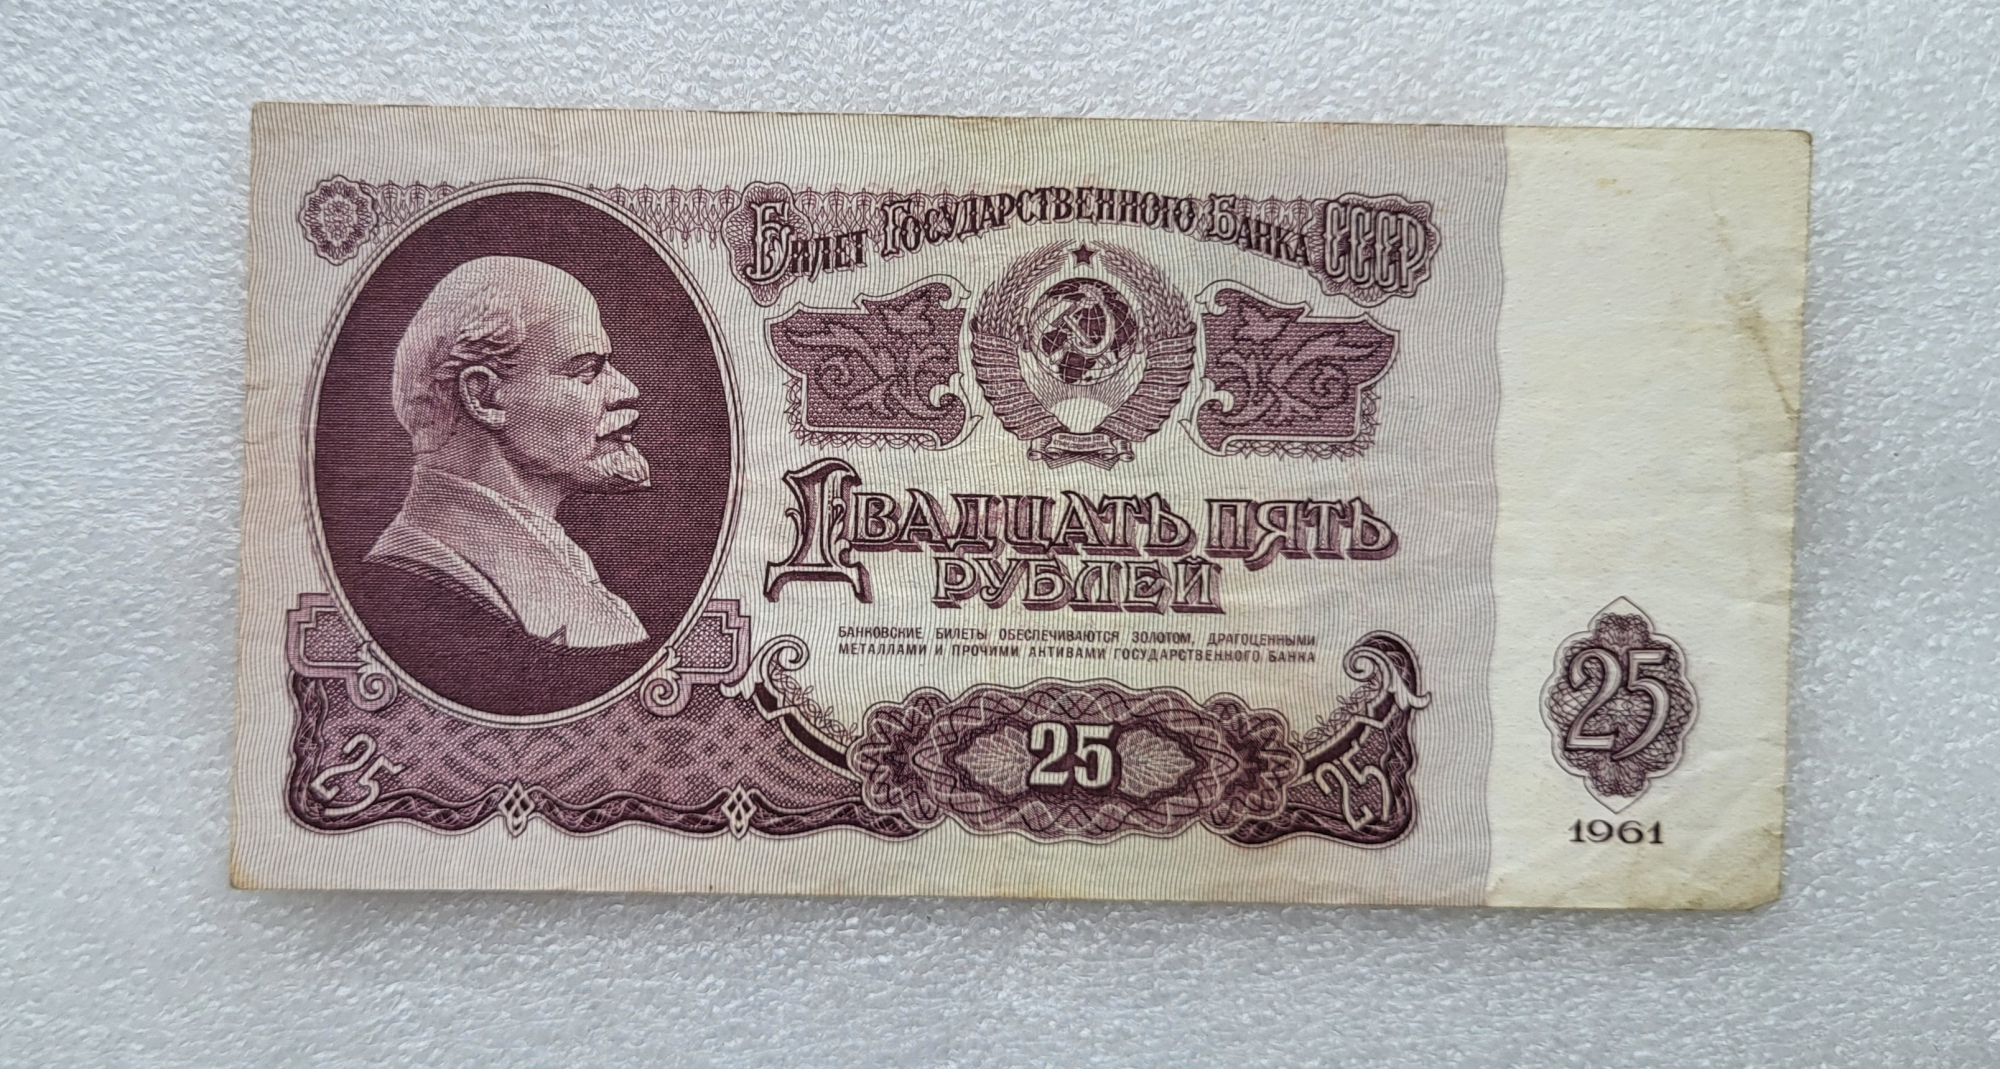 Билет Государственного Банка СССР
Двадцать пять
рублей
БАНКОВСКИЕ БИЛЕТЫ ОБЕСПЕЧИВАЮТСЯ ЗОЛОТОМ, ДРАГОЦЕННЫМИ
МЕТАЛЛАМИ И ПРОЧИМИ АКТИВАМИ ГОСУДАРСТВЕННОГО БАНКА
25
25
25
25
1961